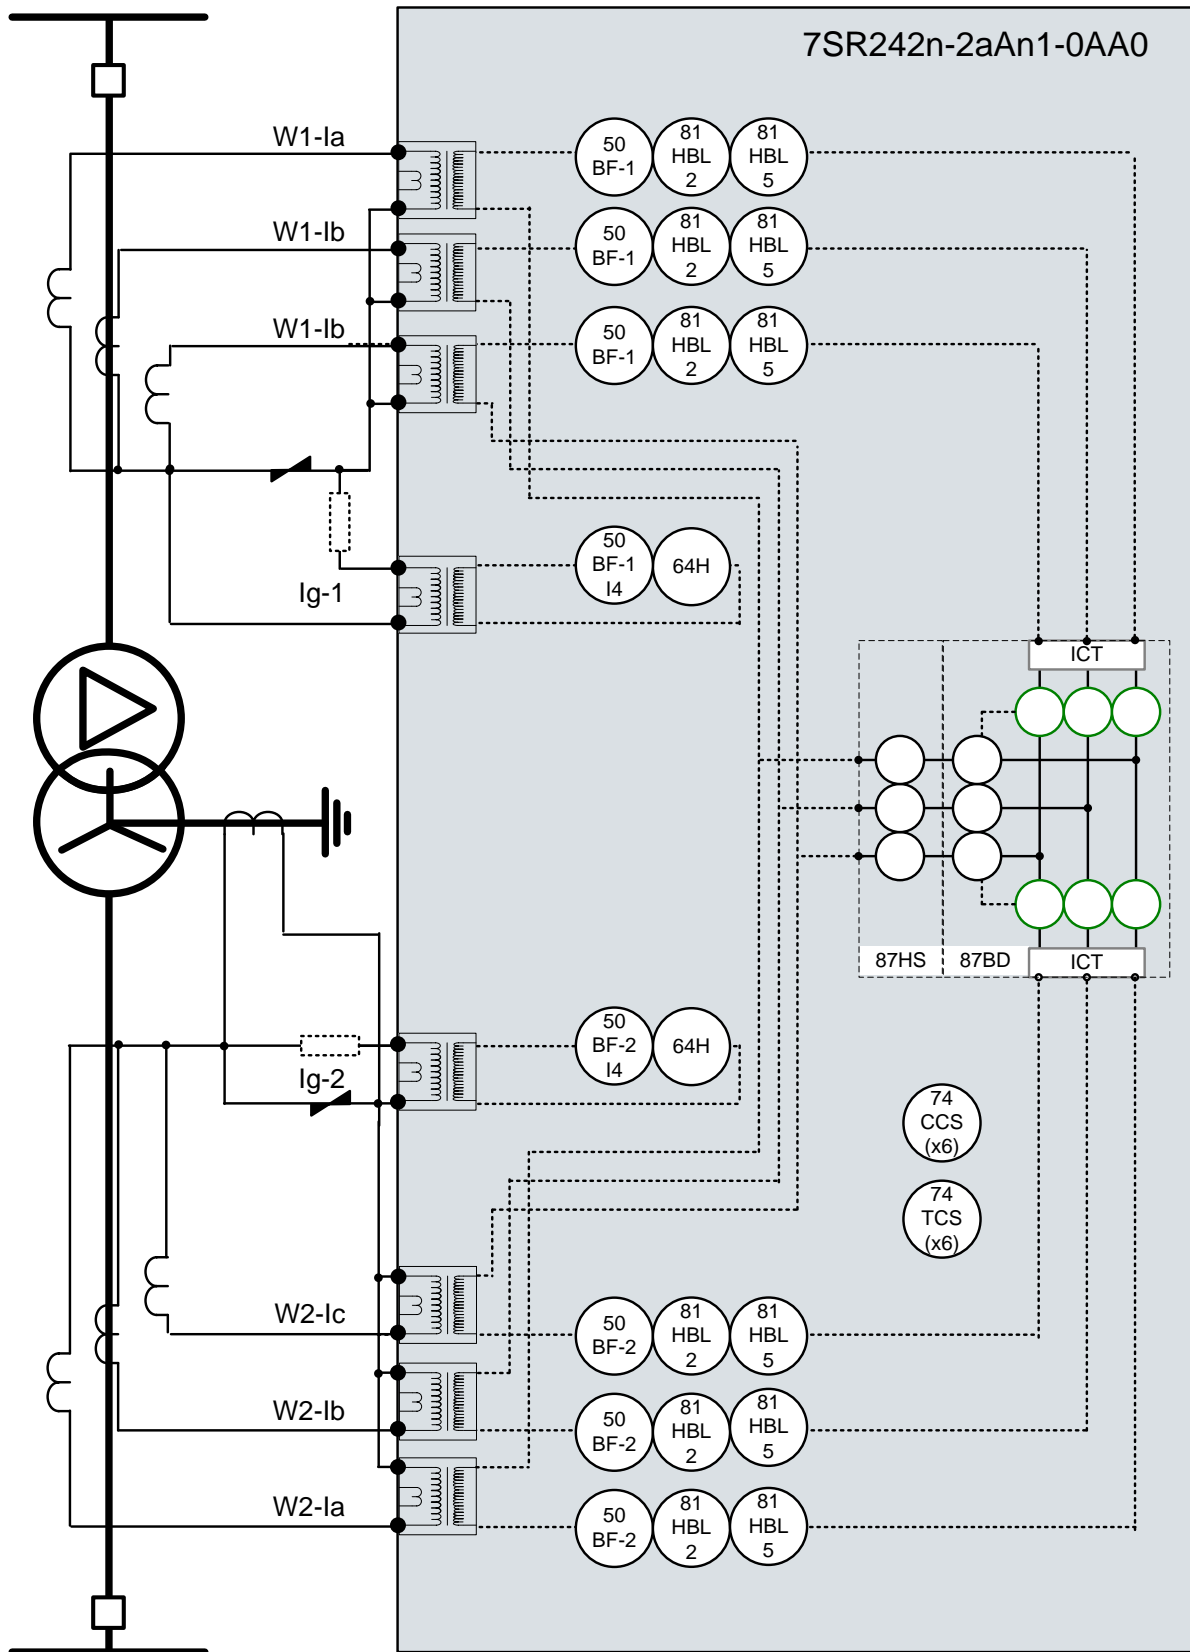 7SR242n-2aAn1-0AA0
W1-Ia
50
BF-1
81
HBL
2
81
HBL
5
W1-Ib
50
BF-1
81
HBL
2
81
HBL
5
W1-Ib
50
BF-1
81
HBL
2
81
HBL
5
Ig-1
50
BF-1
I4
64H
ICT
87HS
87BD
ICT
50
BF-2
I4
64H
Ig-2
74
CCS
(x6)
74
TCS
(x6)
W2-Ic
50
BF-2
81
HBL
2
81
HBL
5
W2-Ib
50
BF-2
81
HBL
2
81
HBL
5
W2-Ia
50
BF-2
81
HBL
2
81
HBL
5